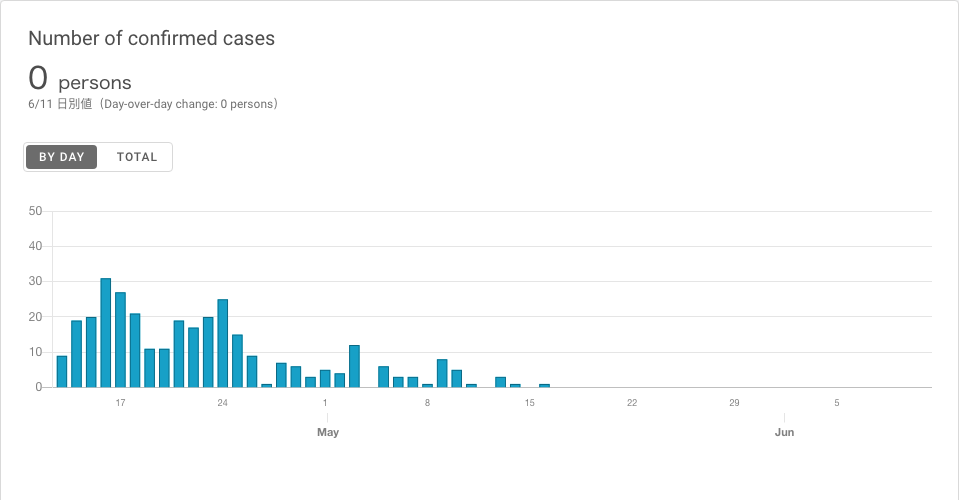 Number of confirmed cases
0 persons
6/11 日別値（Day-over-day change: 0 persons）
BY DAY TOTAL
50
40
30
20
10
0
17 24 1 8 15 22 29 5
May Jun